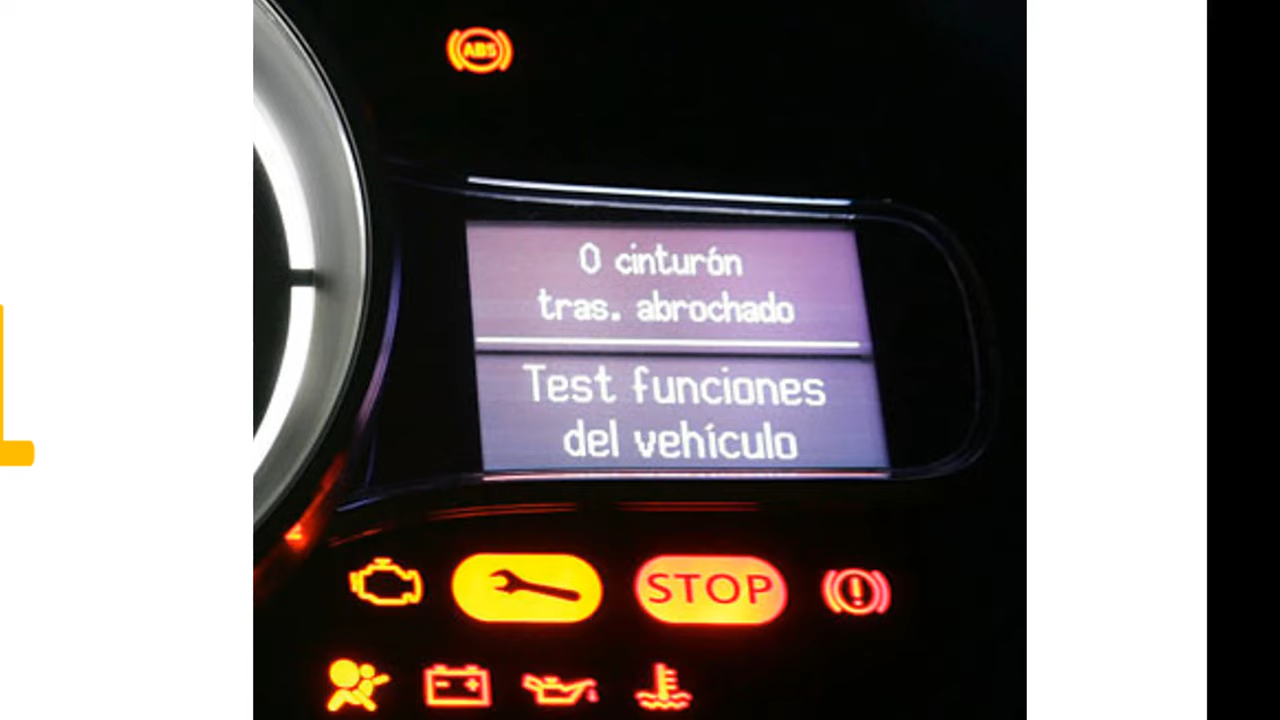 ABS
0 cinturón
tras. abrochado
Test funciones
del vehículo
STOP